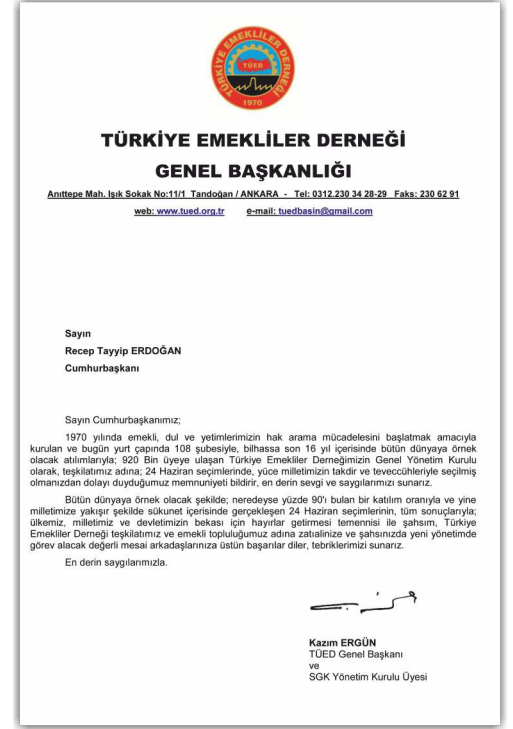 TÜRKİYE EMEKLİLER DERNEĞİ
TÜED
1970
TÜRKİYE EMEKLİLER DERNEĞİ
GENEL BAŞKANLIĞI
Anıttepe Mah. Işık Sokak No:11/1 Tandoğan / ANKARA - Tel: 0312.230 34 28-29 Faks: 230 62 91
web: www.tued.org.tr e-mail: tuedbasin@gmail.com
Sayın
Recep Tayyip ERDOĞAN
Cumhurbaşkanı
Sayın Cumhurbaşkanımız;
1970 yılında emekli, dul ve yetimlerimizin hak arama mücadelesini başlatmak amacıyla
kurulan ve bugün yurt çapında 108 şubesiyle, bilhassa son 16 yıl içerisinde bütün dünyaya örnek
olacak atılımlarıyla; 920 Bin üyeye ulaşan Türkiye Emekliler Derneğimizin Genel Yönetim Kurulu
olarak, teşkilatımız adına; 24 Haziran seçimlerinde, yüce milletimizin takdir ve teveccühleriyle seçilmiş
olmanızdan dolayı duyduğumuz memnuniyeti bildirir, en derin sevgi ve saygılarımızı sunarız.
Bütün dünyaya örnek olacak şekilde; neredeyse yüzde 90'ı bulan bir katılım oranıyla ve yine
milletimize yakışır şekilde sükunet içerisinde gerçekleşen 24 Haziran seçimlerinin, tüm sonuçlarıyla;
ülkemiz, milletimiz ve devletimizin bekası için hayırlar getirmesi temennisi ile şahsım, Türkiye
Emekliler Derneği teşkilatımız ve emekli topluluğumuz adına zatıalinize ve şahsınızda yeni yönetimde
görev alacak değerli mesai arkadaşlarınıza üstün başarılar diler, tebriklerimizi sunarız.
En derin saygılarımızla.
Kazım ERGÜN
TÜED Genel Başkanı
ve
SGK Yönetim Kurulu Üyesi